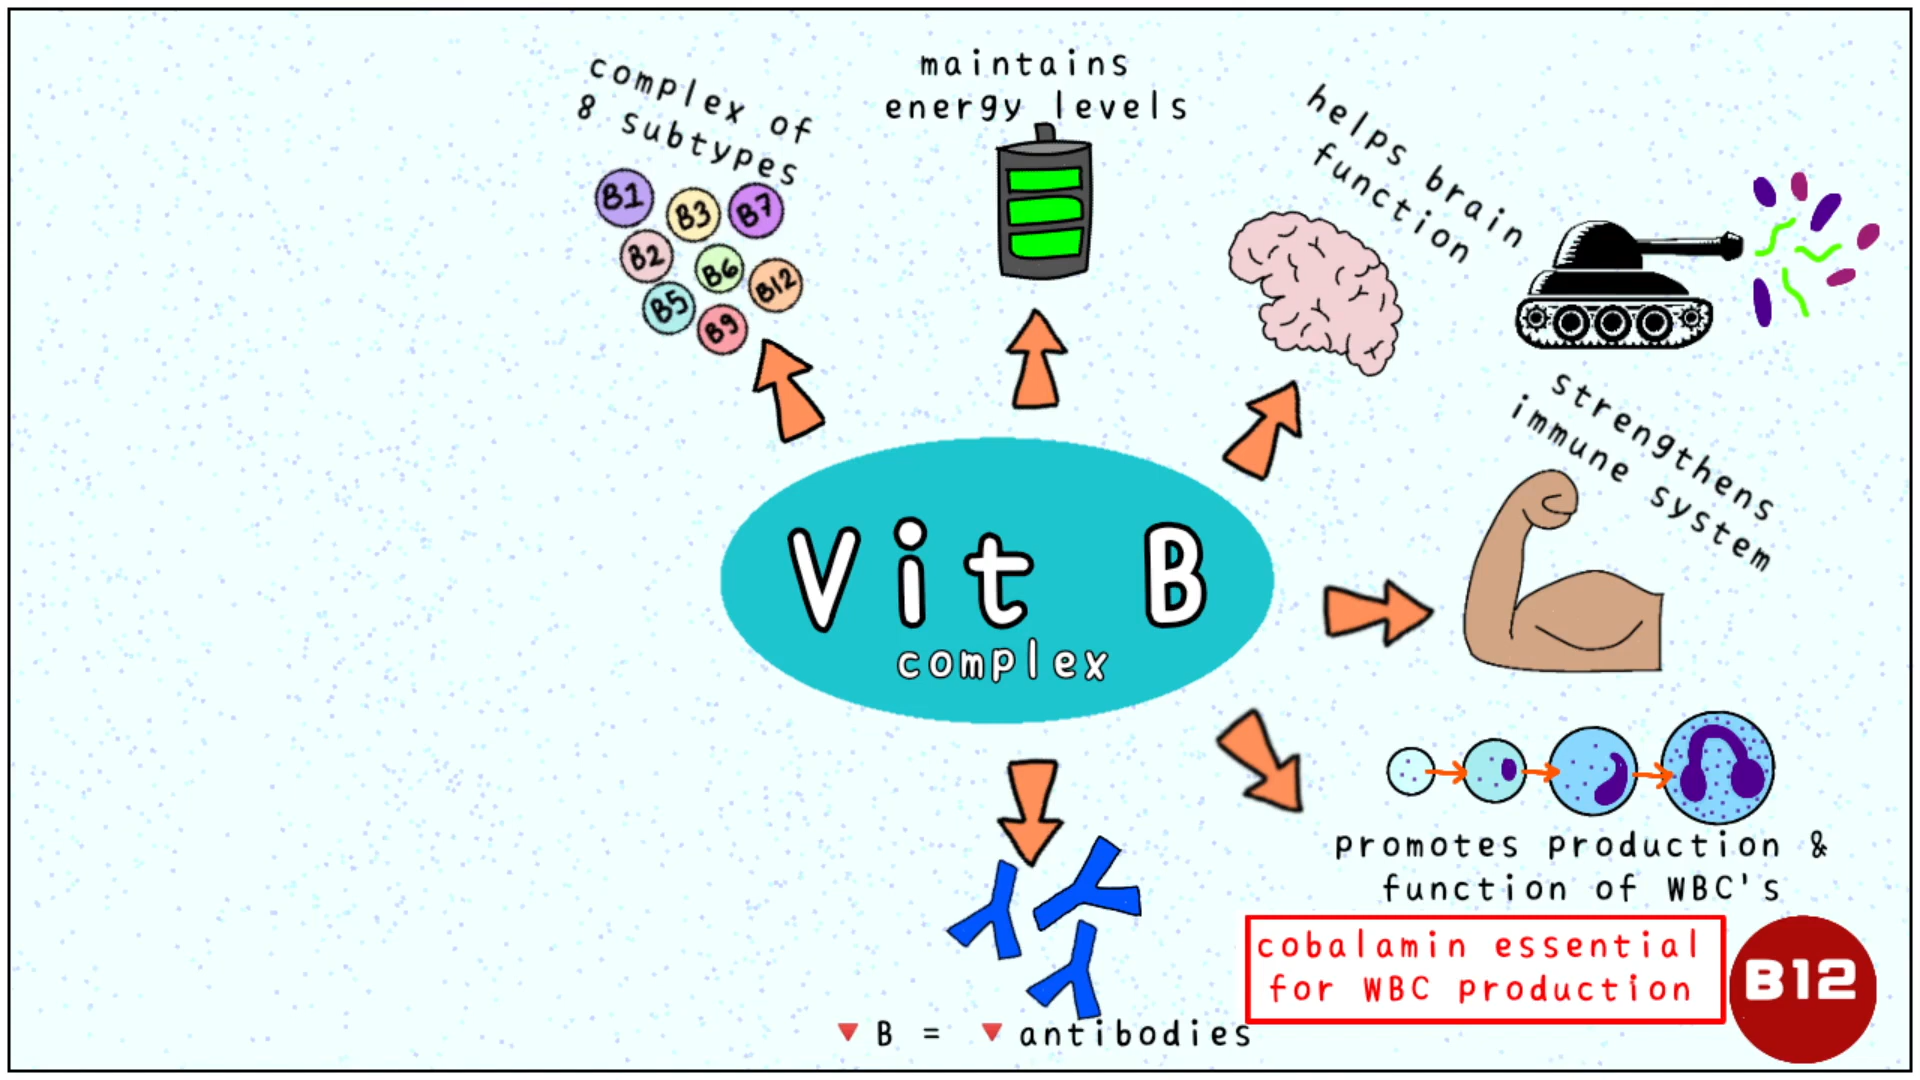 complex of
8 subtypes
B1
B3
B7
B2
B6
B12
B5
B9
maintains
energy levels
helps brain
function
strengthens
immune system
Vit B
complex
promotes production &
function of WBC's
cobalamin essential
for WBC production
B12
🔻 B = 🔻 antibodies